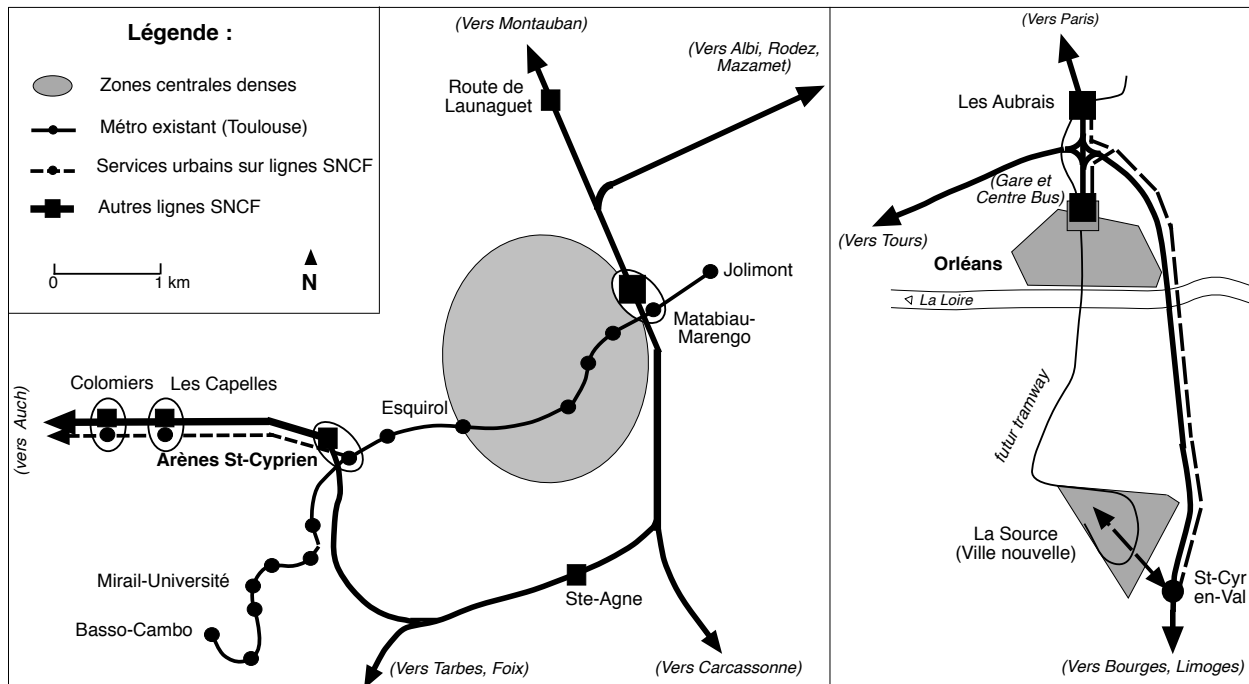 Légende :
Zones centrales denses
Métro existant (Toulouse)
Services urbains sur lignes SNCF
Autres lignes SNCF
0 1 km
N
(Vers Montauban)
(Vers Albi, Rodez,
Mazamet)
Route de
Launaguet
Jolimont
Matabiau-
Marengo
Colomiers
Les Capelles
Esquirol
(vers Auch)
Arènes St-Cyprien
Mirail-Université
Basso-Cambo
Ste-Agne
(Vers Tarbes, Foix)
(Vers Carcassonne)
(Vers Paris)
Les Aubrais
(Gare et
Centre Bus)
(Vers Tours)
Orléans
La Loire
futur tramway
La Source
(Ville nouvelle)
St-Cyr
en-Val
(Vers Bourges, Limoges)